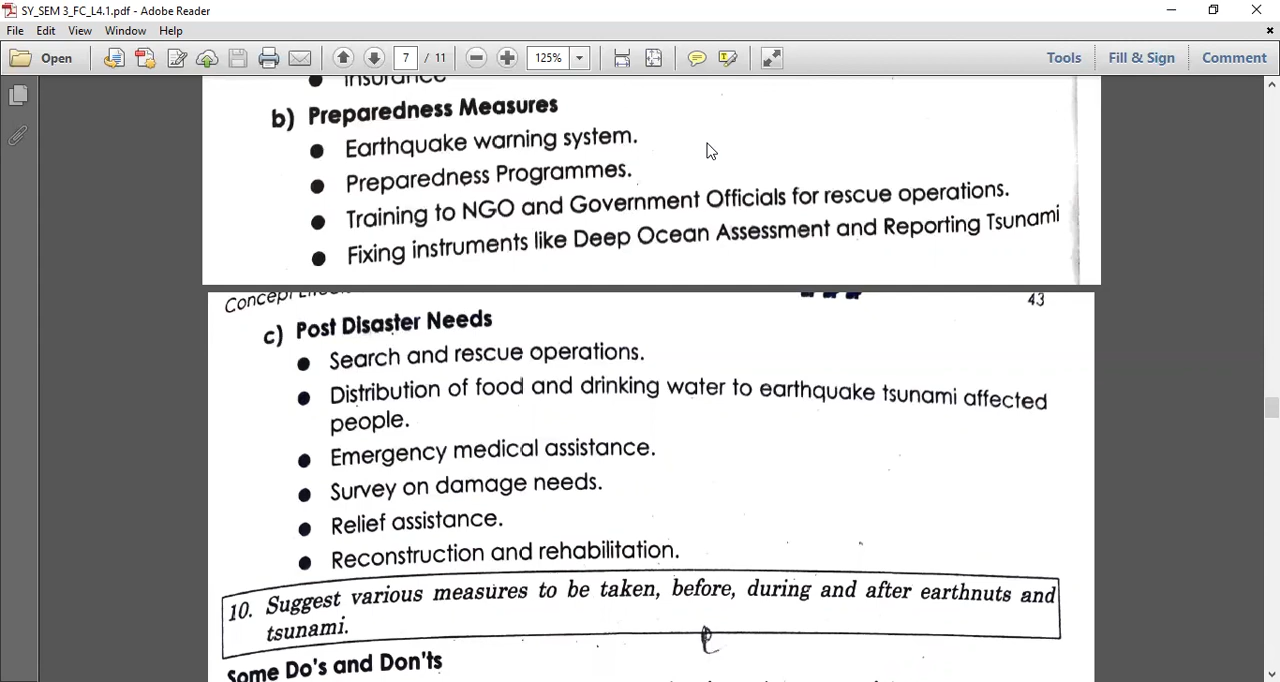 SY_SEM 3_FC_L4.1.pdf - Adobe Reader
File Edit View Window Help
Open 7 / 11 125% Tools Fill & Sign Comment
Insurance
b) Preparedness Measures
● Earthquake warning system.
● Preparedness Programmes.
● Training to NGO and Government Officials for rescue operations.
● Fixing instruments like Deep Ocean Assessment and Reporting Tsunami
43
c) Post Disaster Needs
● Search and rescue operations.
● Distribution of food and drinking water to earthquake tsunami affected
people.
● Emergency medical assistance.
● Survey on damage needs.
● Relief assistance.
● Reconstruction and rehabilitation.
10. Suggest various measures to be taken, before, during and after earthnuts and
tsunami.
Some Do's and Don'ts